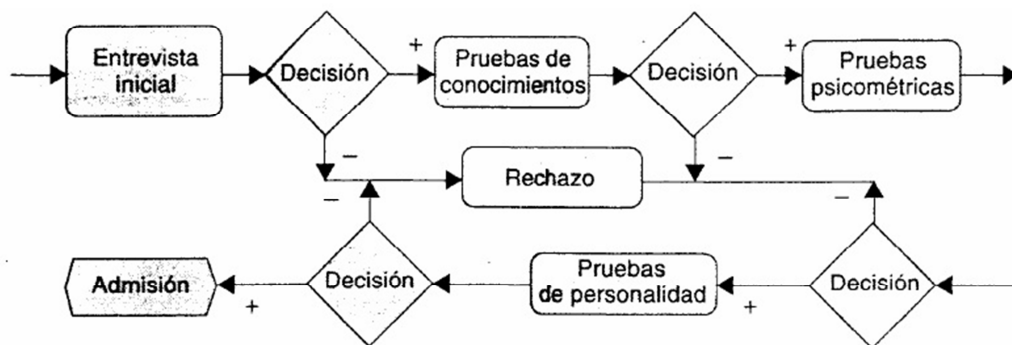 Entrevista
inicial
Decisión
+
Pruebas de
conocimientos
Decisión
+
Pruebas
psicométricas
−
−
Rechazo
−
−
Admisión
+
Decisión
Pruebas
de personalidad
+
Decisión